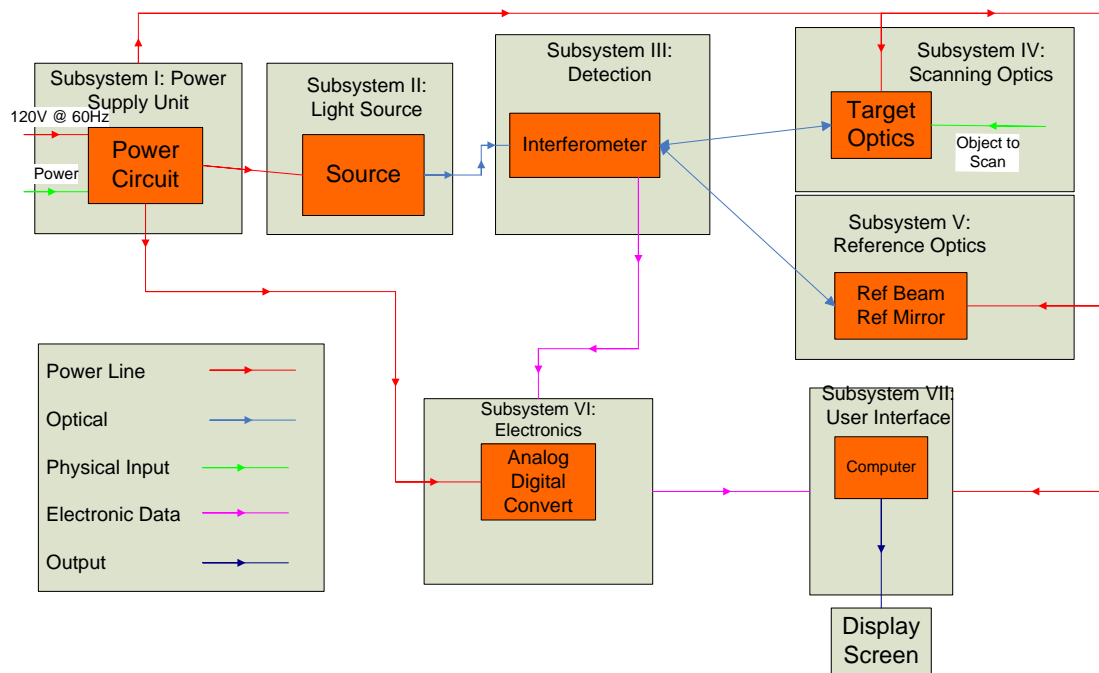 Subsystem I: Power
Supply Unit
120V @ 60Hz
Power
Power
Circuit
Subsystem II:
Light Source
Source
Subsystem III:
Detection
Interferometer
Subsystem IV:
Scanning Optics
Target
Optics
Object to
Scan
Subsystem V:
Reference Optics
Ref Beam
Ref Mirror
Power Line
Optical
Physical Input
Electronic Data
Output
Subsystem VI:
Electronics
Analog
Digital
Convert
Subsystem VII:
User Interface
Computer
Display
Screen